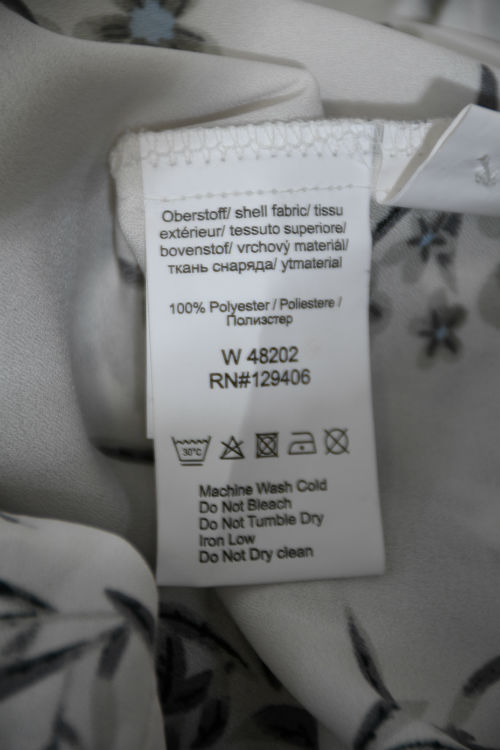 Oberstoff/ shell fabric/ tissu
extérieur/ tessuto superiore/
bovenstof/ vrchový materiál/
ткань снаряда/ ytmaterial
100% Polyester / Poliestere /
Полиэстер
W 48202
RN#129406
30°C
Machine Wash Cold
Do Not Bleach
Do Not Tumble Dry
Iron Low
Do Not Dry clean